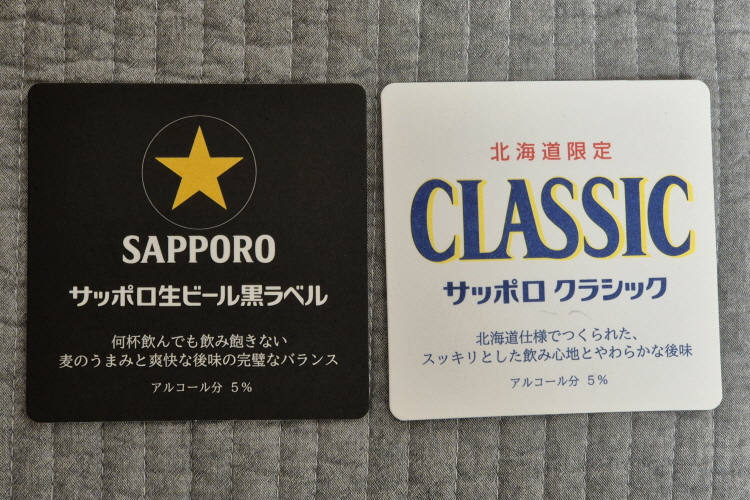 SAPPORO
サッポロ生ビール黒ラベル
何杯飲んでも飲み飽きない
麦のうまみと爽快な後味の完璧なバランス
アルコール分 5%
北海道限定
CLASSIC
サッポロ クラシック
北海道仕様でつくられた、
スッキリとした飲み心地とやわらかな後味
アルコール分 5%